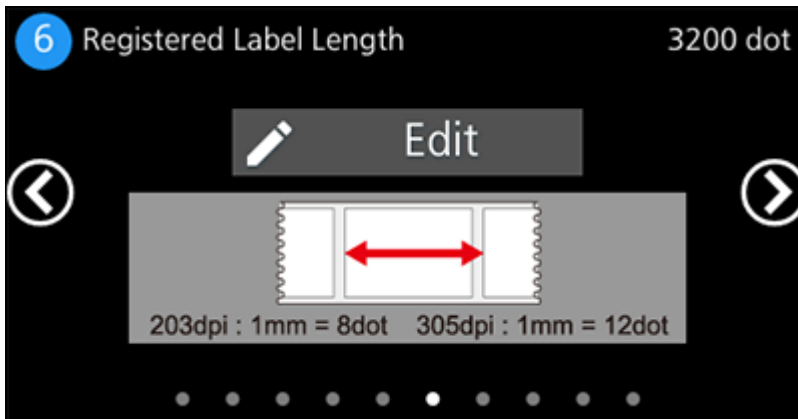 6 Registered Label Length 3200 dot
Edit
203dpi : 1mm = 8dot 305dpi : 1mm = 12dot